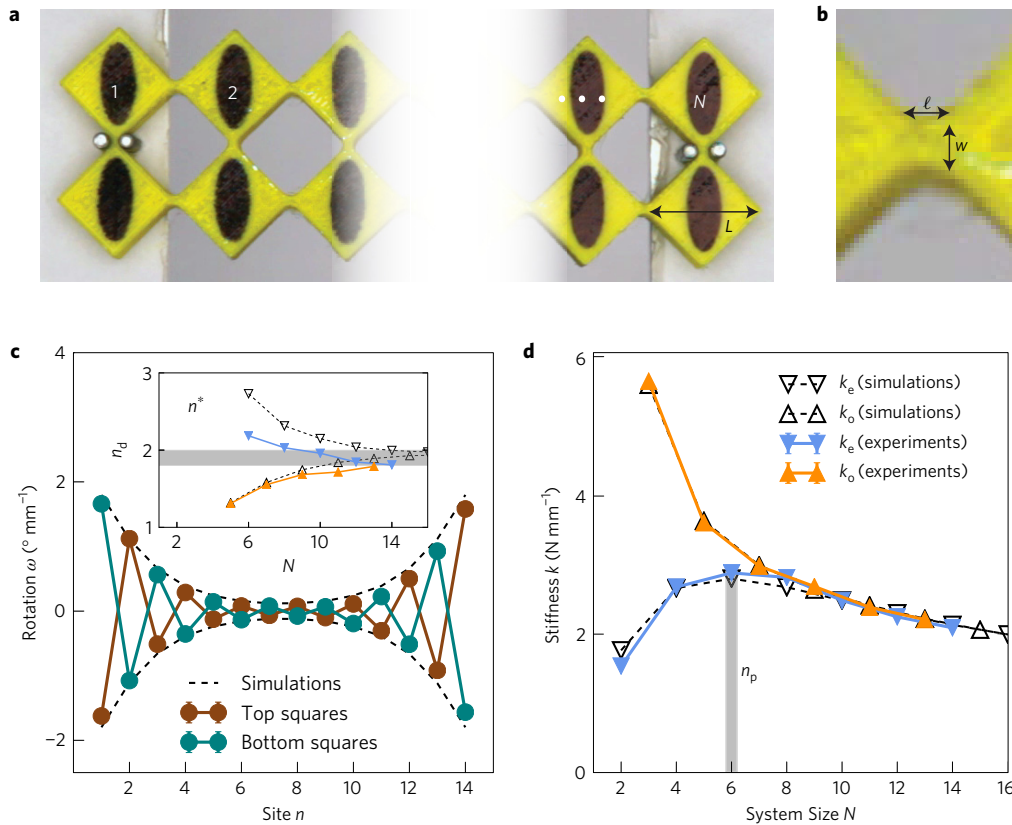 a
b
1
2
N
L
ℓ
w
c
4
2
0
−2
Rotation ω (° mm⁻¹)
2
4
6
8
10
12
14
Site n
3
2
1
n_d
n*
2
6
10
14
N
Simulations
Top squares
Bottom squares
d
6
4
2
0
Stiffness k (N mm⁻¹)
k_e (simulations)
k_o (simulations)
k_e (experiments)
k_o (experiments)
n_p
2
4
6
8
10
12
14
16
System Size N